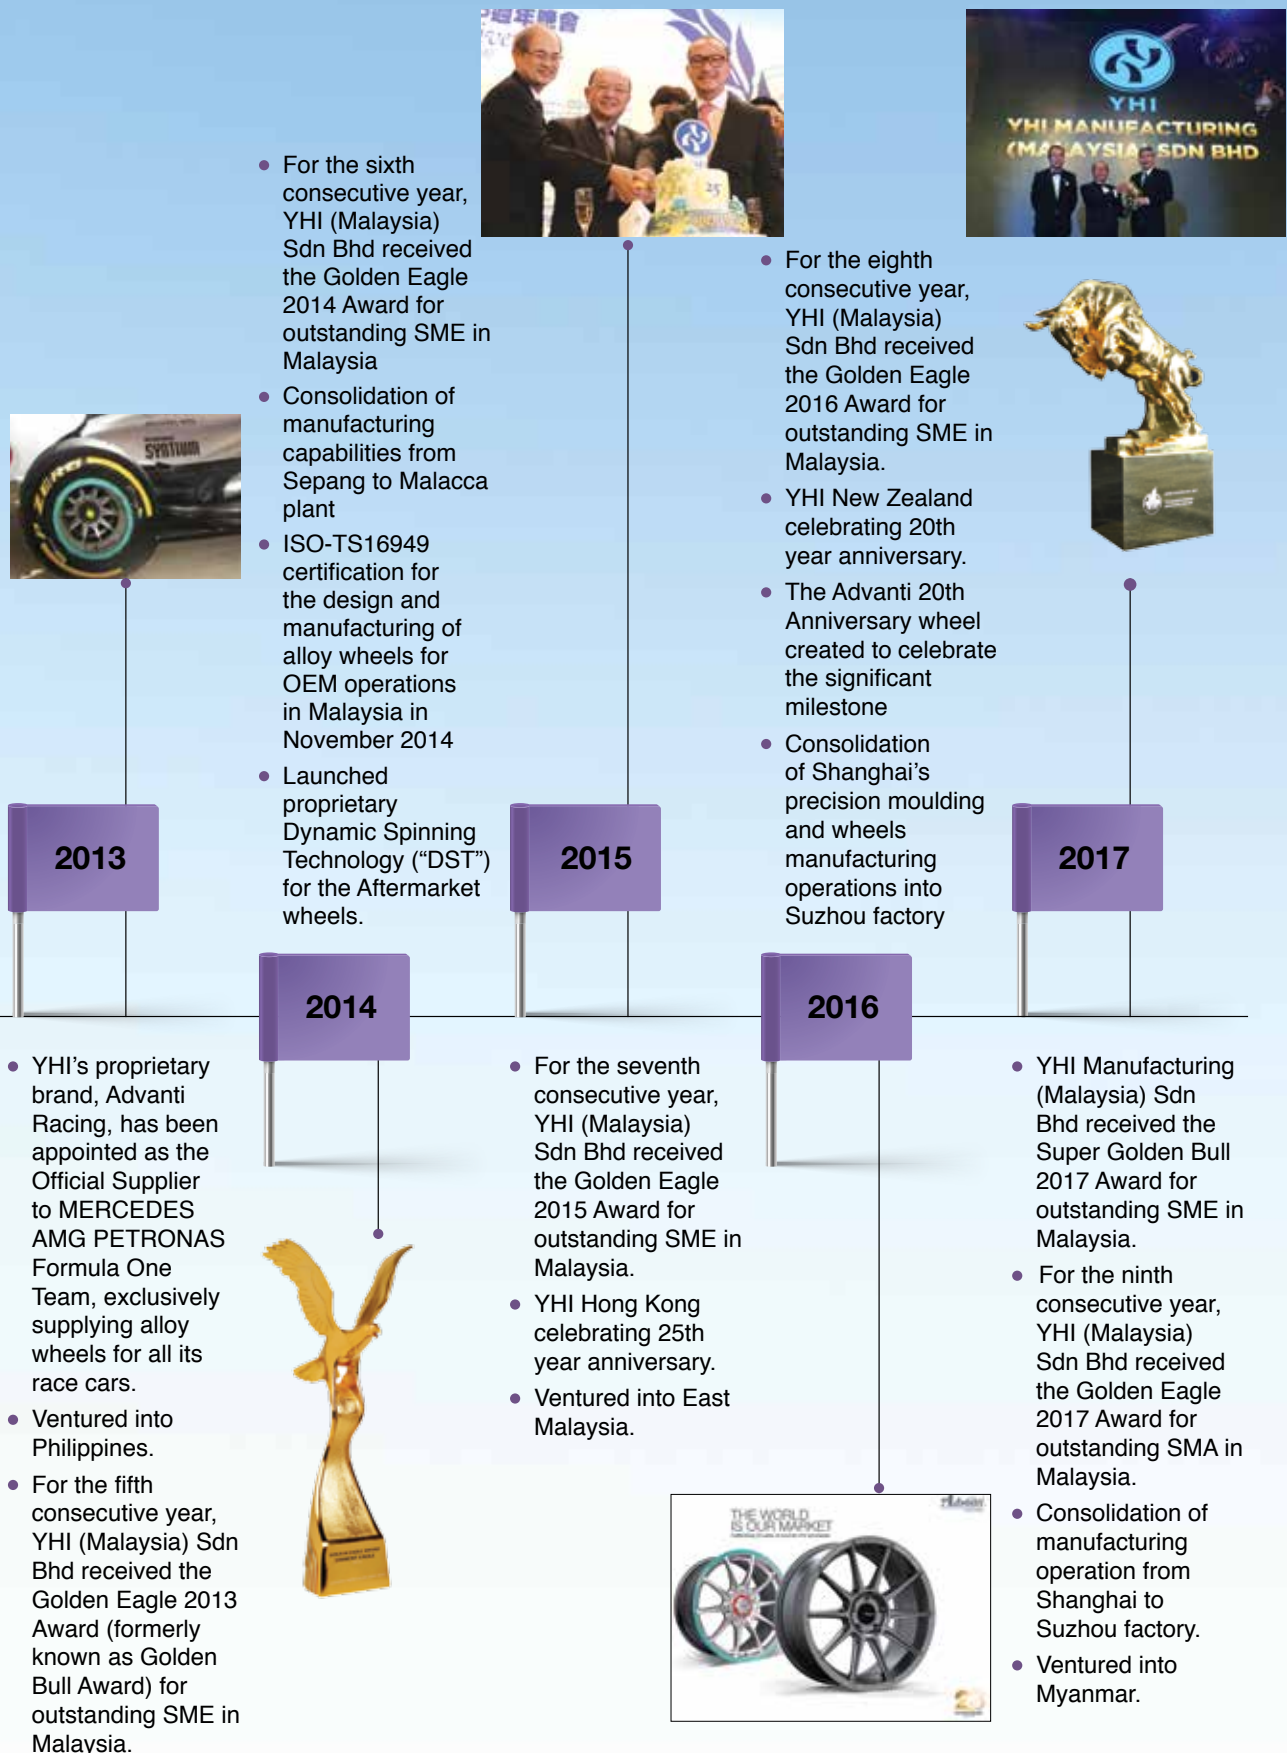 2013
YHI's proprietary
brand, Advanti
Racing, has been
appointed as the
Official Supplier
to MERCEDES
AMG PETRONAS
Formula One
Team, exclusively
supplying alloy
wheels for all its
race cars.
Ventured into
Philippines.
For the fifth
consecutive year,
YHI (Malaysia) Sdn
Bhd received the
Golden Eagle 2013
Award (formerly
known as Golden
Bull Award) for
outstanding SME in
Malaysia.
SYNTIUM
ZERO
For the sixth
consecutive year,
YHI (Malaysia)
Sdn Bhd received
the Golden Eagle
2014 Award for
outstanding SME in
Malaysia
Consolidation of
manufacturing
capabilities from
Sepang to Malacca
plant
ISO-TS16949
certification for
the design and
manufacturing of
alloy wheels for
OEM operations
in Malaysia in
November 2014
Launched
proprietary
Dynamic Spinning
Technology (“DST”)
for the Aftermarket
wheels.
2014
週年晚會
25
2015
For the seventh
consecutive year,
YHI (Malaysia)
Sdn Bhd received
the Golden Eagle
2015 Award for
outstanding SME in
Malaysia.
YHI Hong Kong
celebrating 25th
year anniversary.
Ventured into East
Malaysia.
For the eighth
consecutive year,
YHI (Malaysia)
Sdn Bhd received
the Golden Eagle
2016 Award for
outstanding SME in
Malaysia.
YHI New Zealand
celebrating 20th
year anniversary.
The Advanti 20th
Anniversary wheel
created to celebrate
the significant
milestone
Consolidation
of Shanghai's
precision moulding
and wheels
manufacturing
operations into
Suzhou factory
2016
THE WORLD
IS OUR MARKET
20
YHI
YHI MANUFACTURING
(MALAYSIA) SDN BHD
2017
YHI Manufacturing
(Malaysia) Sdn
Bhd received the
Super Golden Bull
2017 Award for
outstanding SME in
Malaysia.
For the ninth
consecutive year,
YHI (Malaysia)
Sdn Bhd received
the Golden Eagle
2017 Award for
outstanding SMA in
Malaysia.
Consolidation of
manufacturing
operation from
Shanghai to
Suzhou factory.
Ventured into
Myanmar.